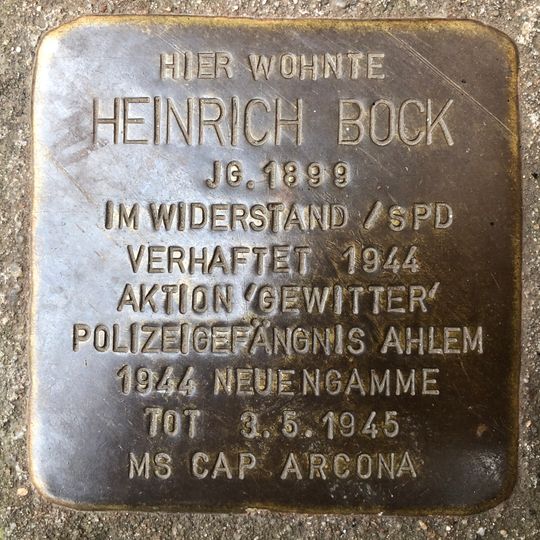 HIER WOHNTE
HEINRICH BOCK
JG. 1899
IM WIDERSTAND / SPD
VERHAFTET 1944
AKTION 'GEWITTER'
POLIZEIGEFÄNGNIS AHLEM
1944 NEUENGAMME
TOT 3.5.1945
MS CAP ARCONA